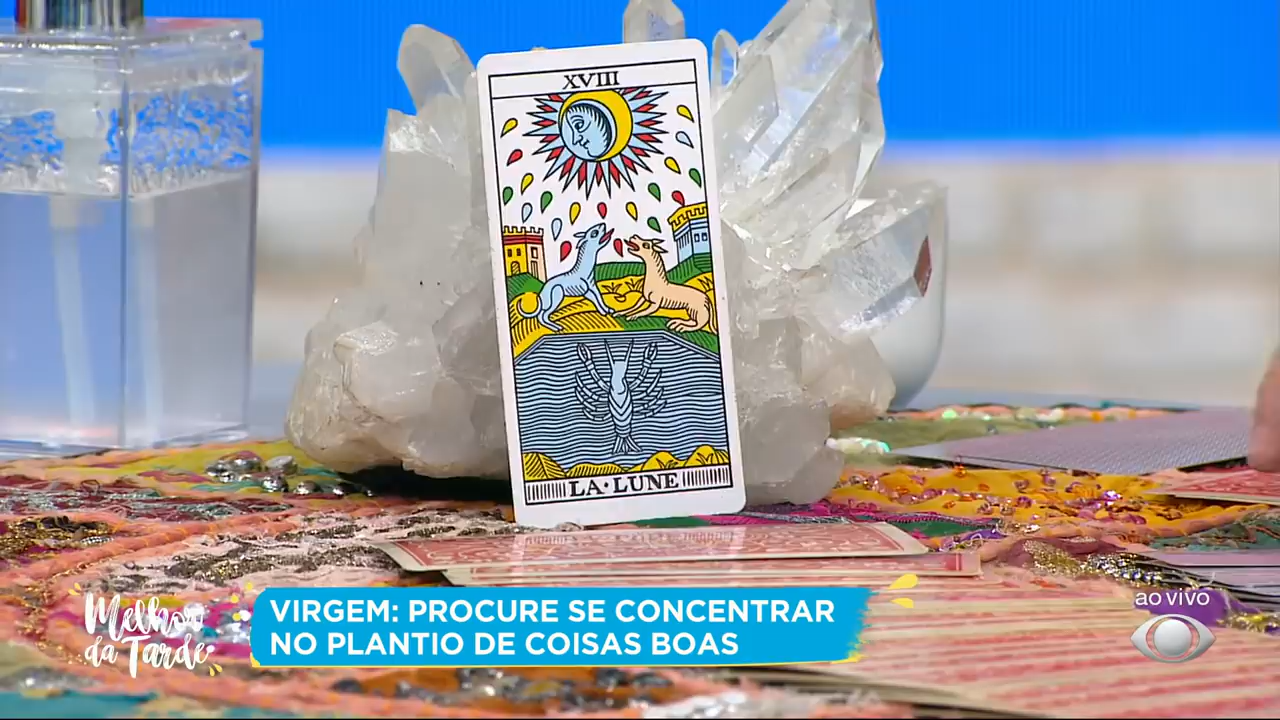 XVIII
LA·LUNE
Melhor
da Tarde
VIRGEM: PROCURE SE CONCENTRAR
NO PLANTIO DE COISAS BOAS
ao vivo